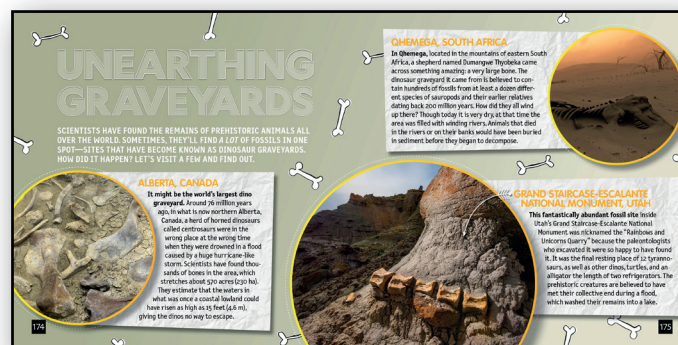 UNEARTHING
GRAVEYARDS
SCIENTISTS HAVE FOUND THE REMAINS OF PREHISTORIC ANIMALS ALL
OVER THE WORLD. SOMETIMES, THEY'LL FIND A LOT OF FOSSILS IN ONE
SPOT—SITES THAT HAVE BECOME KNOWN AS DINOSAUR GRAVEYARDS.
HOW DID IT HAPPEN? LET'S VISIT A FEW AND FIND OUT.
ALBERTA, CANADA
It might be the world's largest dino
graveyard. Around 76 million years
ago, in what is now northern Alberta,
Canada, a herd of horned dinosaurs
called centrosaurs were in the
wrong place at the wrong time
when they were drowned in a flood
caused by a huge hurricane-like
storm. Scientists have found thou-
sands of bones in the area, which
stretches about 570 acres (230 ha).
They estimate that the waters in
what was once a coastal lowland could
have risen as high as 15 feet (4.6 m),
giving the dinos no way to escape.
174
QHEMEGA, SOUTH AFRICA
In Qhemega, located in the mountains of eastern South
Africa, a shepherd named Dumangwe Thyobeka came
across something amazing: a very large bone. The
dinosaur graveyard it came from is believed to con-
tain hundreds of fossils from at least a dozen differ-
ent species of sauropods and their earlier relatives
dating back 200 million years. How did they all wind
up there? Though today it is very dry, at that time the
area was filled with winding rivers. Animals that died
in the rivers or on their banks would have been buried
in sediment before they began to decompose.
GRAND STAIRCASE-ESCALANTE
NATIONAL MONUMENT, UTAH
This fantastically abundant fossil site inside
Utah's Grand Staircase-Escalante National
Monument was nicknamed the "Rainbows and
Unicorns Quarry" because the paleontologists
who excavated it were so happy to have found
it. It was the final resting place of 12 tyranno-
saurs, as well as other dinos, turtles, and an
alligator the length of two refrigerators. The
prehistoric creatures are believed to have
met their collective end during a flood,
which washed their remains into a lake.
175